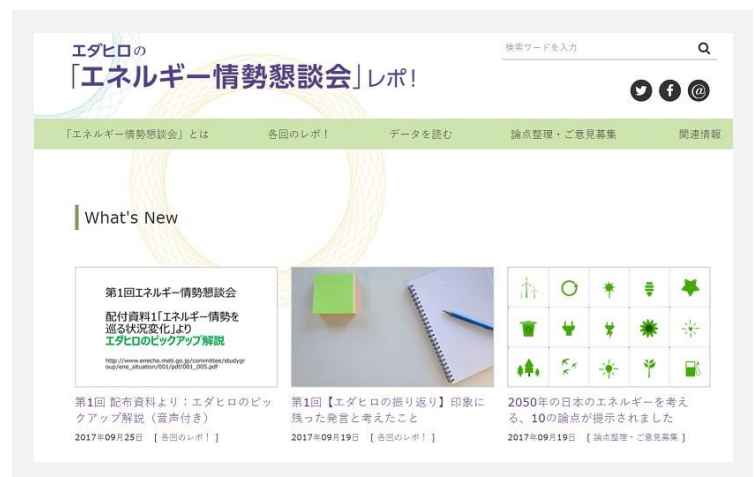 エダヒロの
「エネルギー情勢懇談会」レポ!
検索ワードを入力
「エネルギー情勢懇談会」とは
各回のレポ!
データを読む
論点整理・ご意見募集
関連情報
What's New
第1回エネルギー情勢懇談会
配付資料1「エネルギー情勢を
巡る状況変化」より
エダヒロのピックアップ解説
http://www.enecho.meti.go.jp/committee/studygr
oup/ene_situation/001/pdf/001_005.pdf
第1回 配布資料より:エダヒロのピッ
クアップ解説(音声付き)
2017年09月25日 [ 各回のレポ! ]
第1回【エダヒロの振り返り】印象に
残った発言と考えたこと
2017年09月19日 [ 各回のレポ! ]
2050年の日本のエネルギーを考え
る、10の論点が提示されました
2017年09月19日 [ 論点整理・ご意見募集 ]